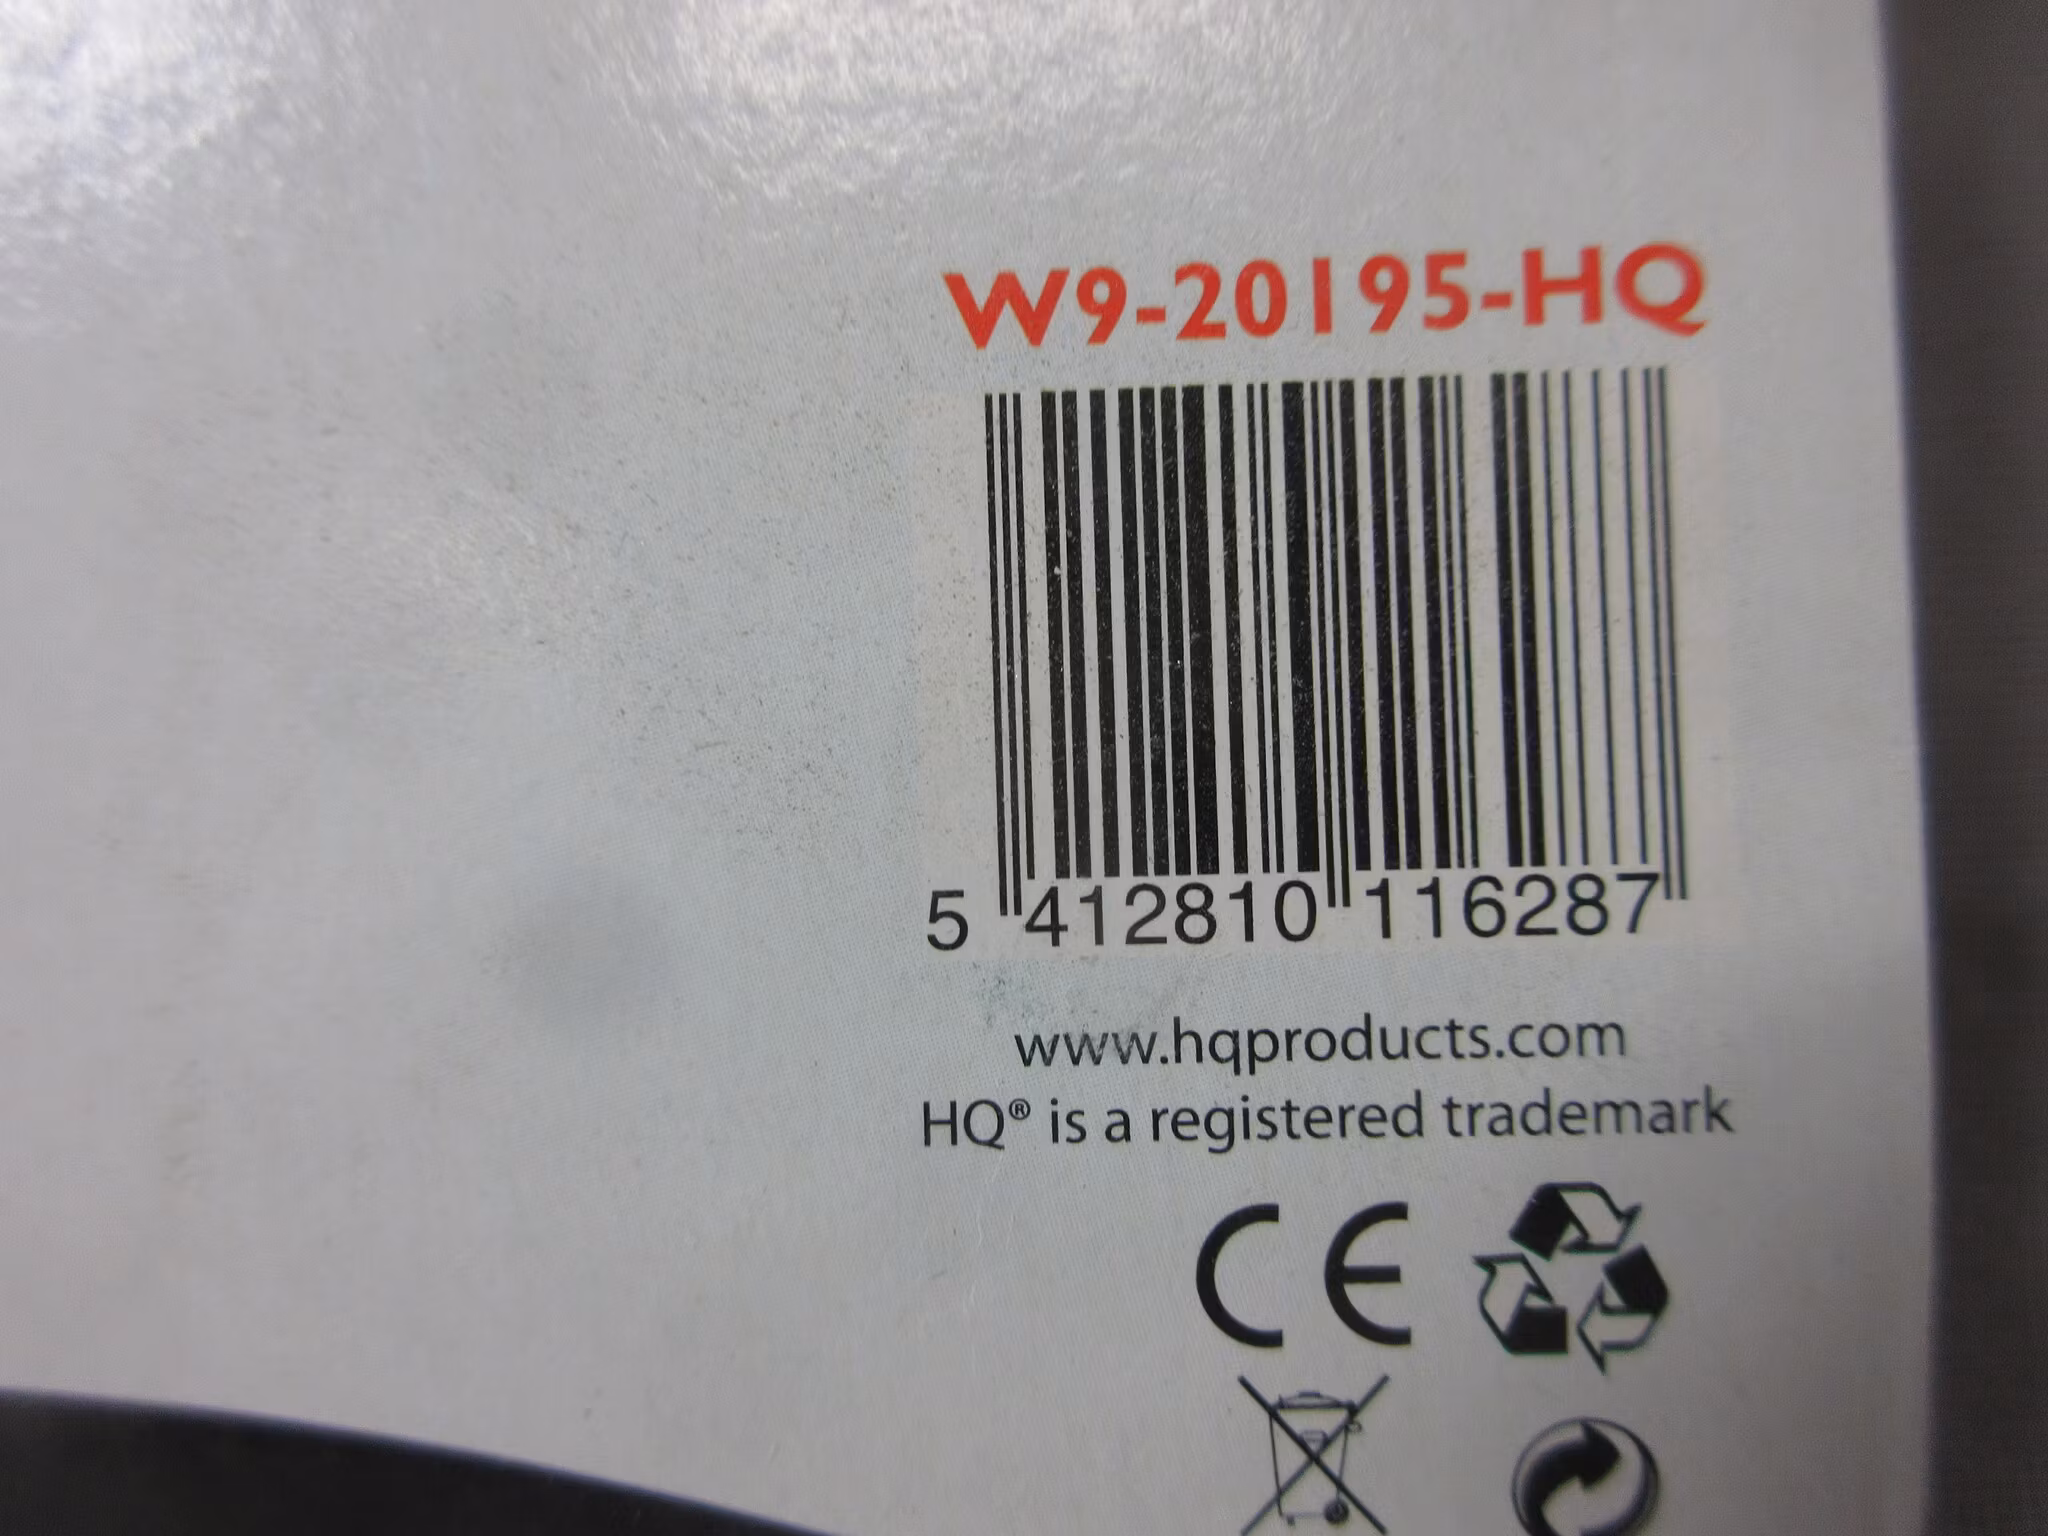 W9-20195-HQ
5 412810 116287
www.hqproducts.com
HQ® is a registered trademark
CE